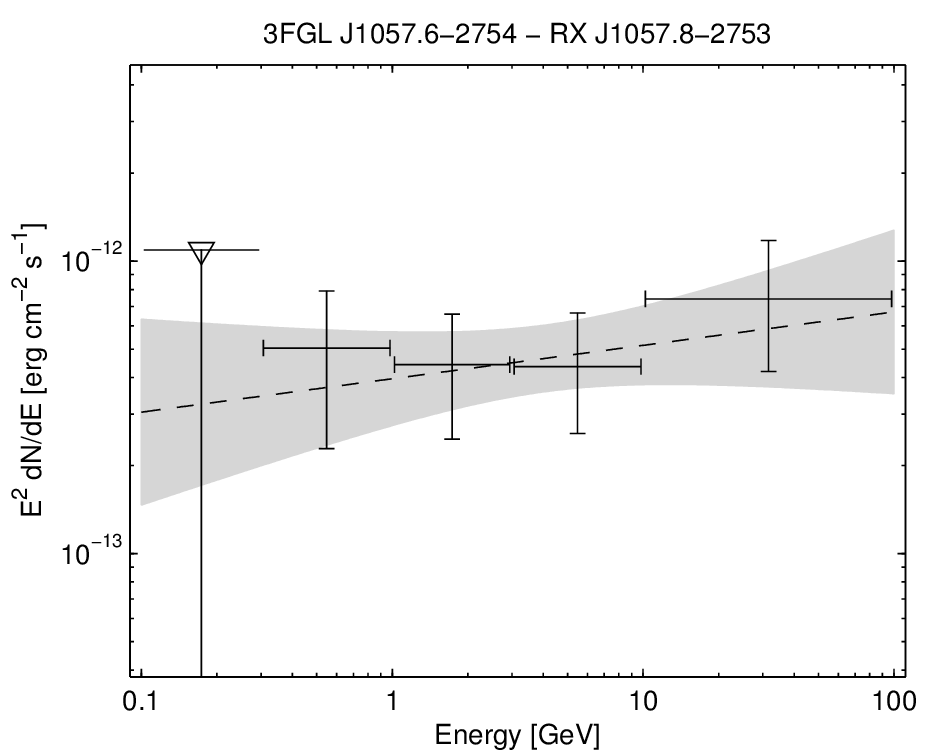 3FGL J1057.6−2754 − RX J1057.8−2753
E² dN/dE [erg cm⁻² s⁻¹]
10⁻¹²
10⁻¹³
0.1 1 10 100
Energy [GeV]